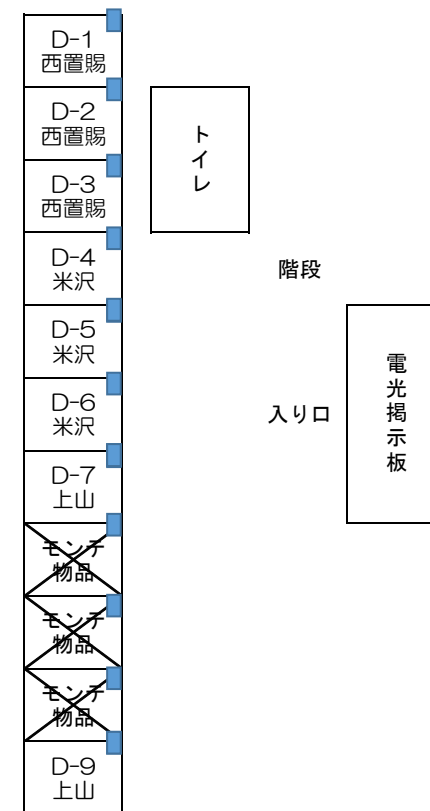 D-1
西置賜
D-2
西置賜
D-3
西置賜
D-4
米沢
D-5
米沢
D-6
米沢
D-7
上山
モンテ
物品
モンテ
物品
モンテ
物品
D-9
上山
トイレ
階段
入り口
電光掲示板